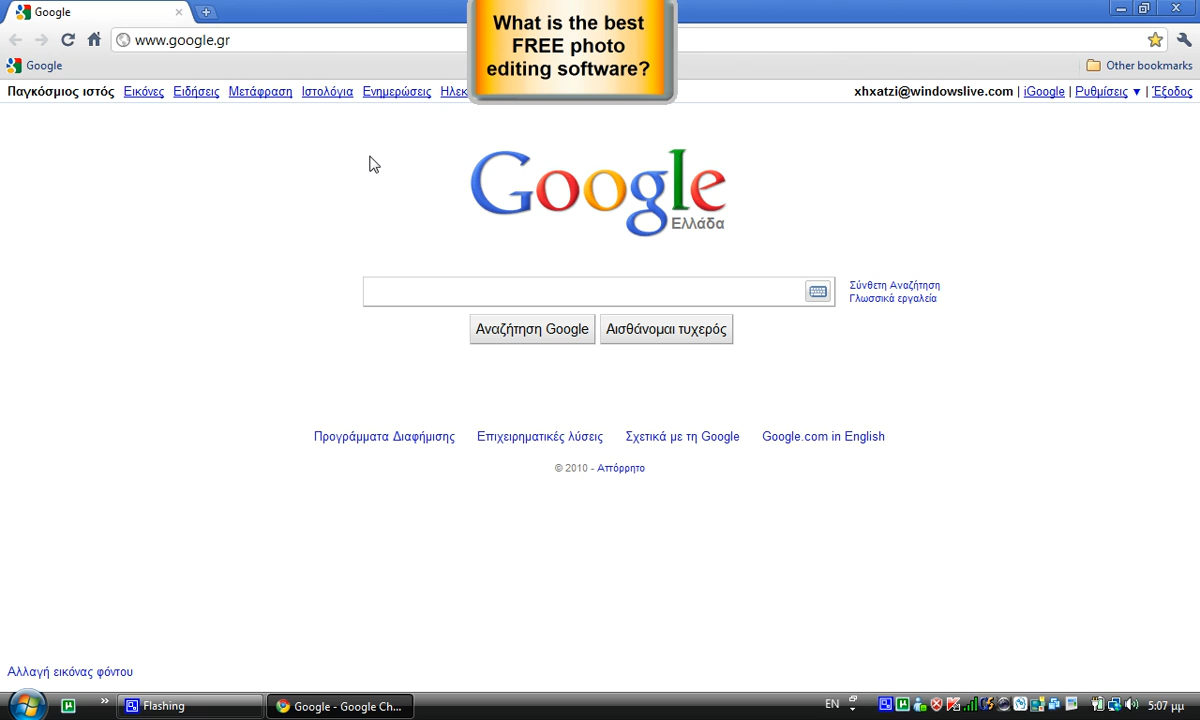 Google
What is the best
FREE photo
editing software?
www.google.gr
Google
Other bookmarks
Παγκόσμιος ιστός Εικόνες Ειδήσεις Μετάφραση Ιστολόγια Ενημερώσεις Ηλεκ
xhxatzi@windowslive.com | iGoogle | Ρυθμίσεις ▼ | Έξοδος
Google
Ελλάδα
Σύνθετη Αναζήτηση
Γλωσσικά εργαλεία
Αναζήτηση Google Αισθάνομαι τυχερός
Προγράμματα Διαφήμισης Επιχειρηματικές λύσεις Σχετικά με τη Google Google.com in English
© 2010 - Απόρρητο
Αλλαγή εικόνας φόντου
Flashing Google - Google Ch... EN 5:07 μμ